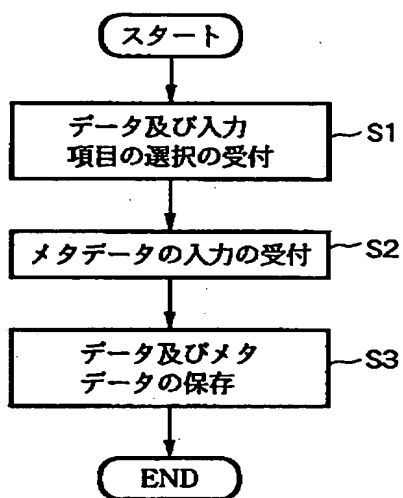 スタート
データ及び入力
項目の選択の受付
S1
メタデータの入力の受付
S2
データ及びメタ
データの保存
S3
END